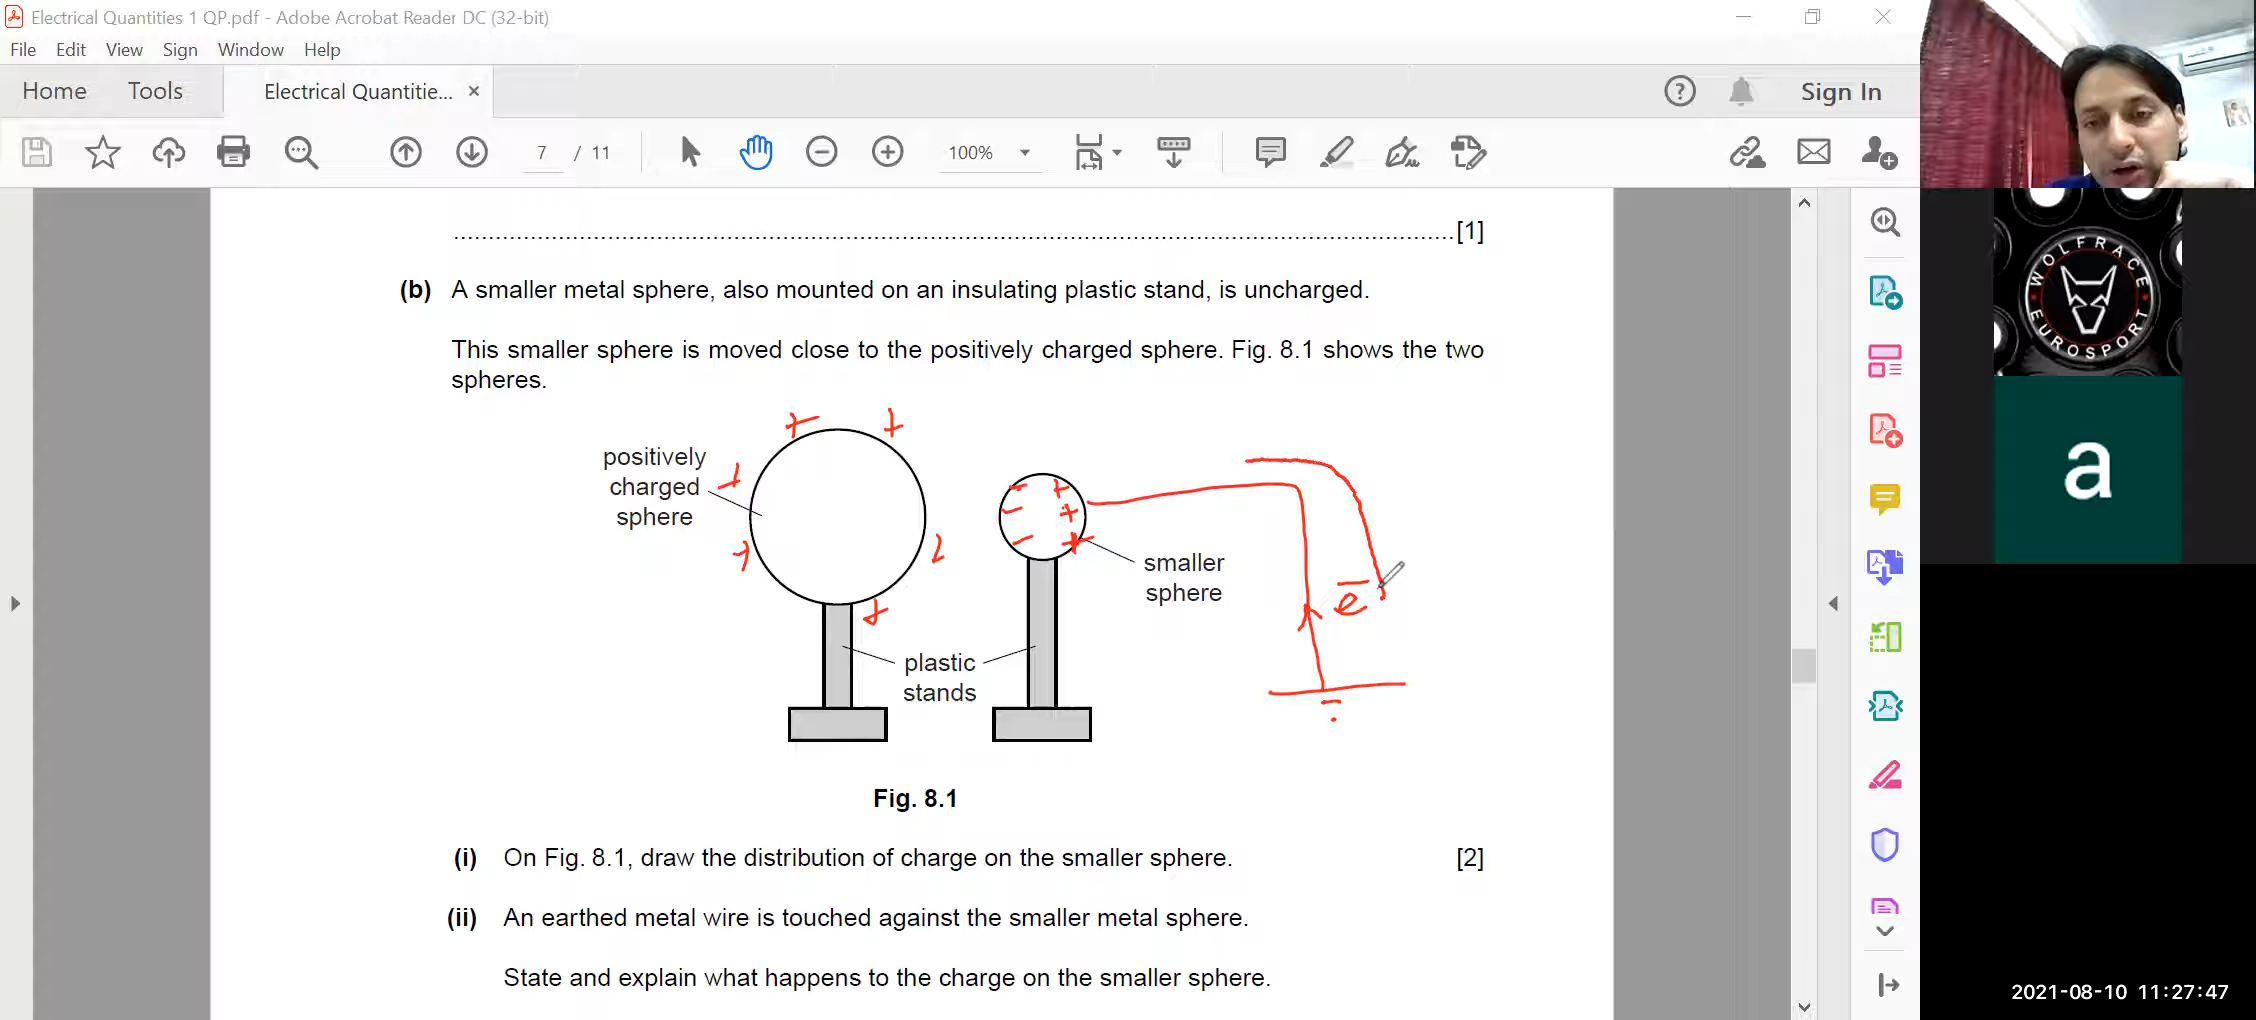 Electrical Quantities 1 QP.pdf - Adobe Acrobat Reader DC (32-bit)
File Edit View Sign Window Help
Home Tools Electrical Quantitie... × Sign In
7 / 11 100%
[1]
(b) A smaller metal sphere, also mounted on an insulating plastic stand, is uncharged.
This smaller sphere is moved close to the positively charged sphere. Fig. 8.1 shows the two
spheres.
positively
charged
sphere
smaller
sphere
e
plastic
stands
Fig. 8.1
(i) On Fig. 8.1, draw the distribution of charge on the smaller sphere. [2]
(ii) An earthed metal wire is touched against the smaller metal sphere.
State and explain what happens to the charge on the smaller sphere.
WOLFRACE
EUROSPORT
a
2021-08-10 11:27:47